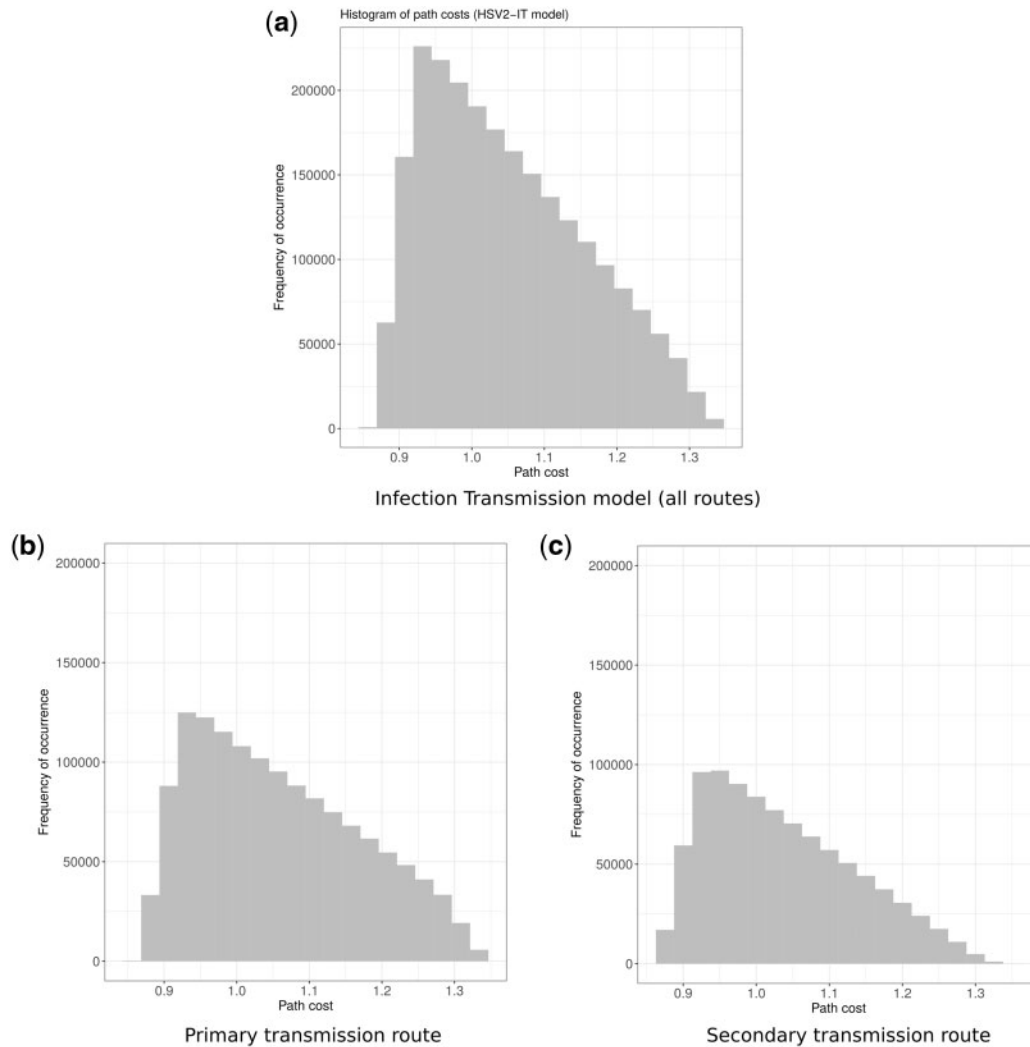 (a)
Histogram of path costs (HSV2−IT model)
Frequency of occurrence
200000
150000
100000
50000
0
0.9 1.0 1.1 1.2 1.3
Path cost
Infection Transmission model (all routes)
(b)
Frequency of occurrence
200000
150000
100000
50000
0
0.9 1.0 1.1 1.2 1.3
Path cost
Primary transmission route
(c)
Frequency of occurrence
200000
150000
100000
50000
0
0.9 1.0 1.1 1.2 1.3
Path cost
Secondary transmission route